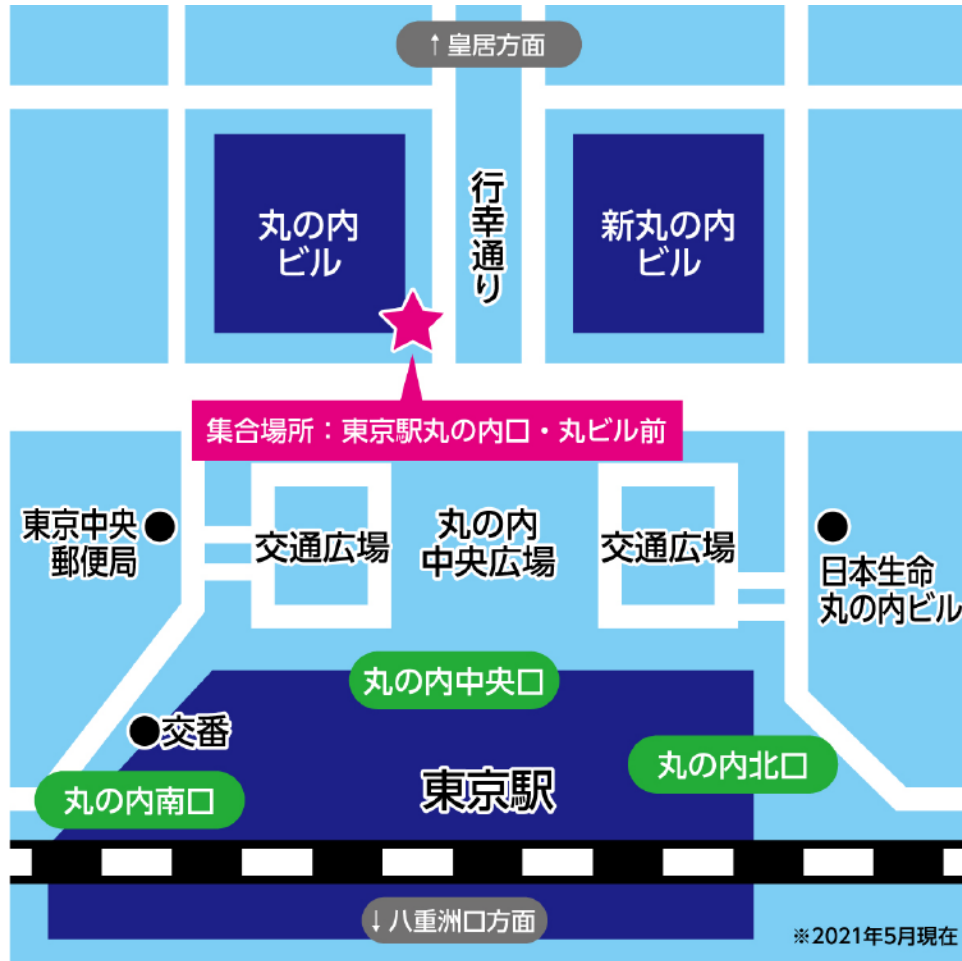 ↑皇居方面
丸の内
ビル
行幸通り
新丸の内
ビル
集合場所：東京駅丸の内口・丸ビル前
東京中央
郵便局
交通広場
丸の内
中央広場
交通広場
日本生命
丸の内ビル
丸の内中央口
交番
丸の内南口
東京駅
丸の内北口
↓八重洲口方面
※2021年5月現在